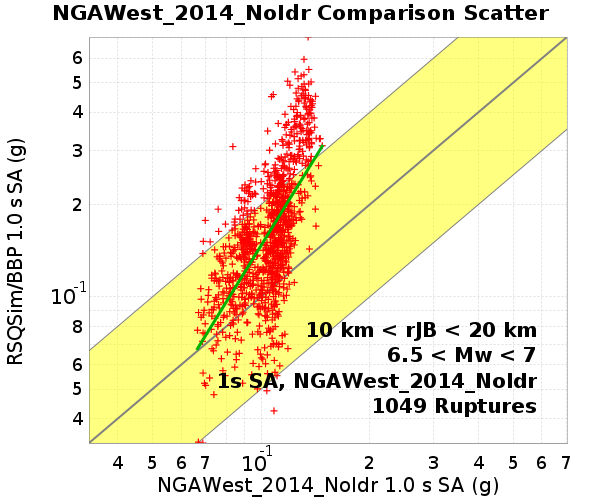 NGAWest_2014_NoIdr Comparison Scatter
RSQSim/BBP 1.0 s SA (g)
6
5
4
3
2
10-1
8
6
5
4
10 km < rJB < 20 km
6.5 < Mw < 7
1s SA, NGAWest_2014_NoIdr
1049 Ruptures
4 5 6 7 10-1 2 3 4 5 6 7
NGAWest_2014_NoIdr 1.0 s SA (g)